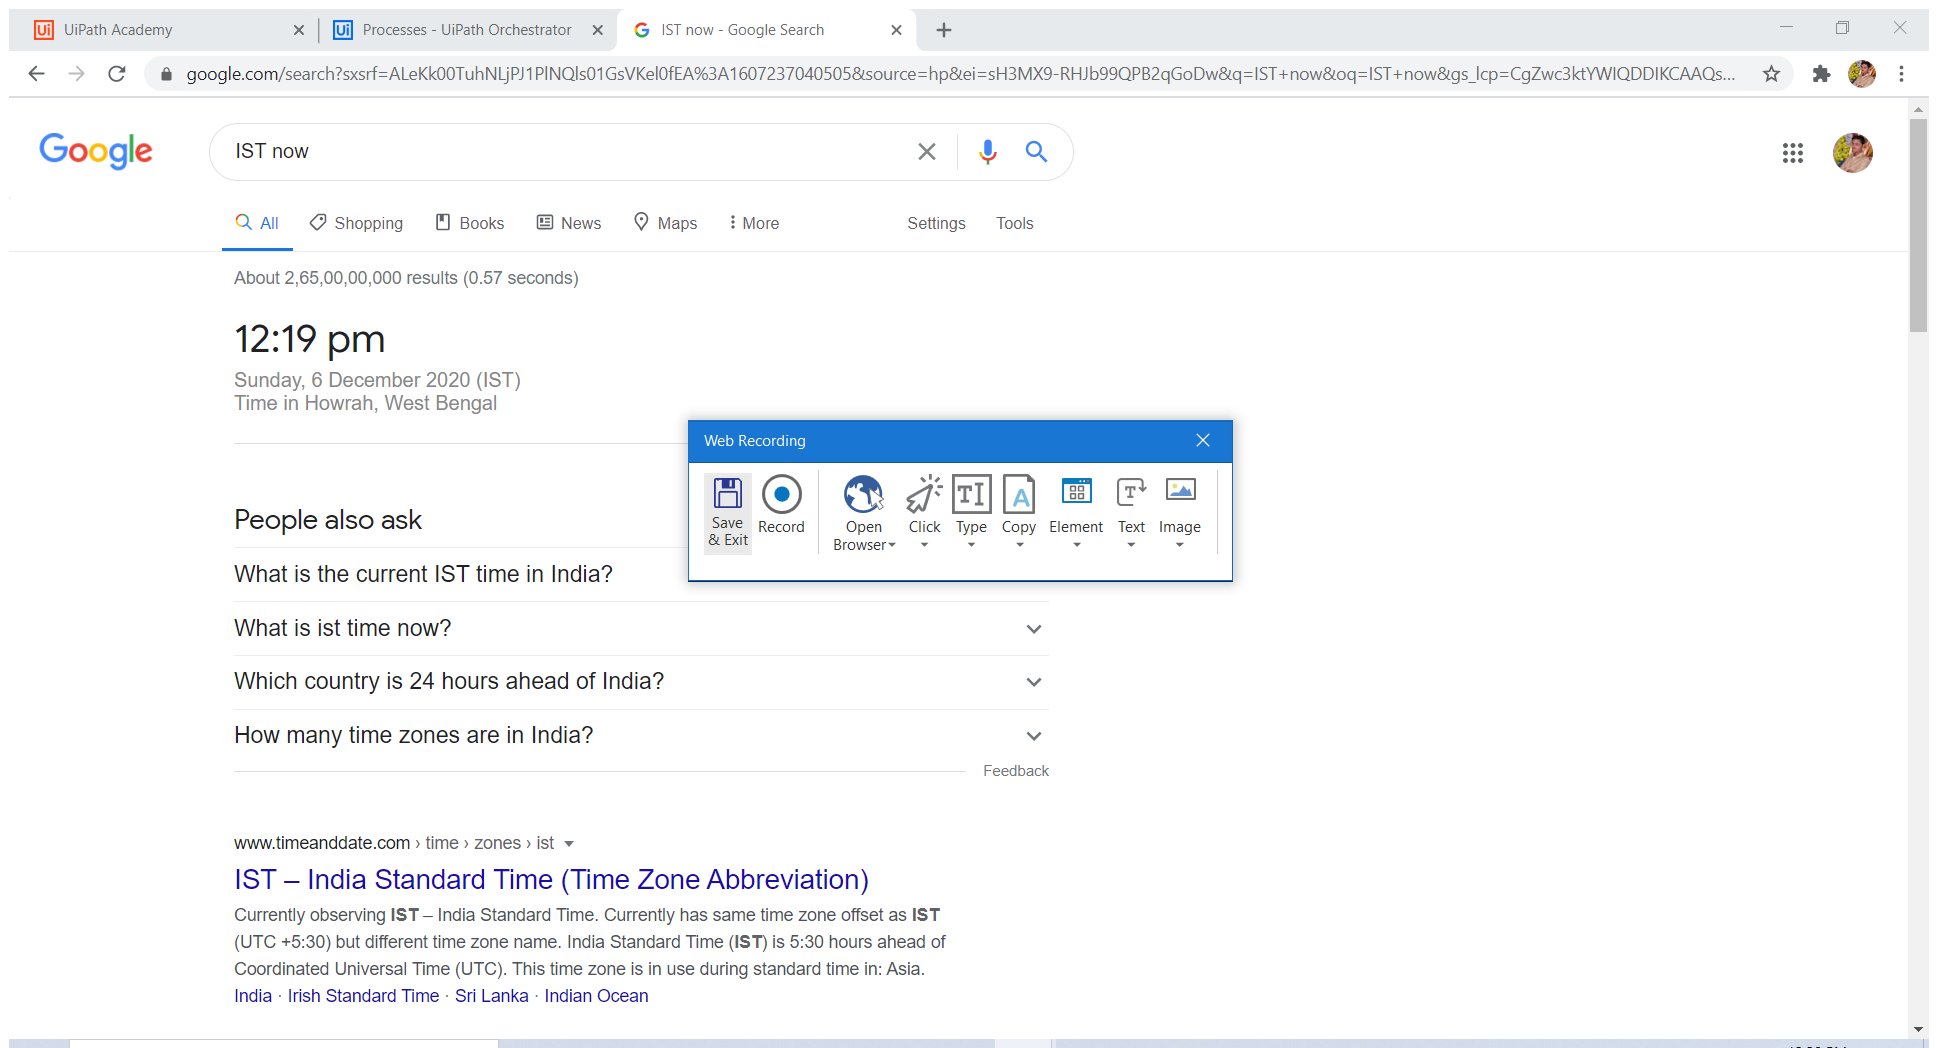 UiPath Academy
Processes - UiPath Orchestrator
IST now - Google Search
google.com/search?sxsrf=ALeKk00TuhNLjPJ1PlNQls01GsVKel0fEA%3A1607237040505&source=hp&ei=sH3MX9-RHJb99QPB2qGoDw&q=IST+now&oq=IST+now&gs_lcp=CgZwc3ktYWIQDDIKCAAQs...
Google
IST now
All
Shopping
Books
News
Maps
More
Settings
Tools
About 2,65,00,00,000 results (0.57 seconds)
12:19 pm
Sunday, 6 December 2020 (IST)
Time in Howrah, West Bengal
Web Recording
Save & Exit
Record
Open Browser
Click
Type
Copy
Element
Text
Image
People also ask
What is the current IST time in India?
What is ist time now?
Which country is 24 hours ahead of India?
How many time zones are in India?
Feedback
www.timeanddate.com › time › zones › ist
IST – India Standard Time (Time Zone Abbreviation)
Currently observing IST – India Standard Time. Currently has same time zone offset as IST
(UTC +5:30) but different time zone name. India Standard Time (IST) is 5:30 hours ahead of
Coordinated Universal Time (UTC). This time zone is in use during standard time in: Asia.
India · Irish Standard Time · Sri Lanka · Indian Ocean